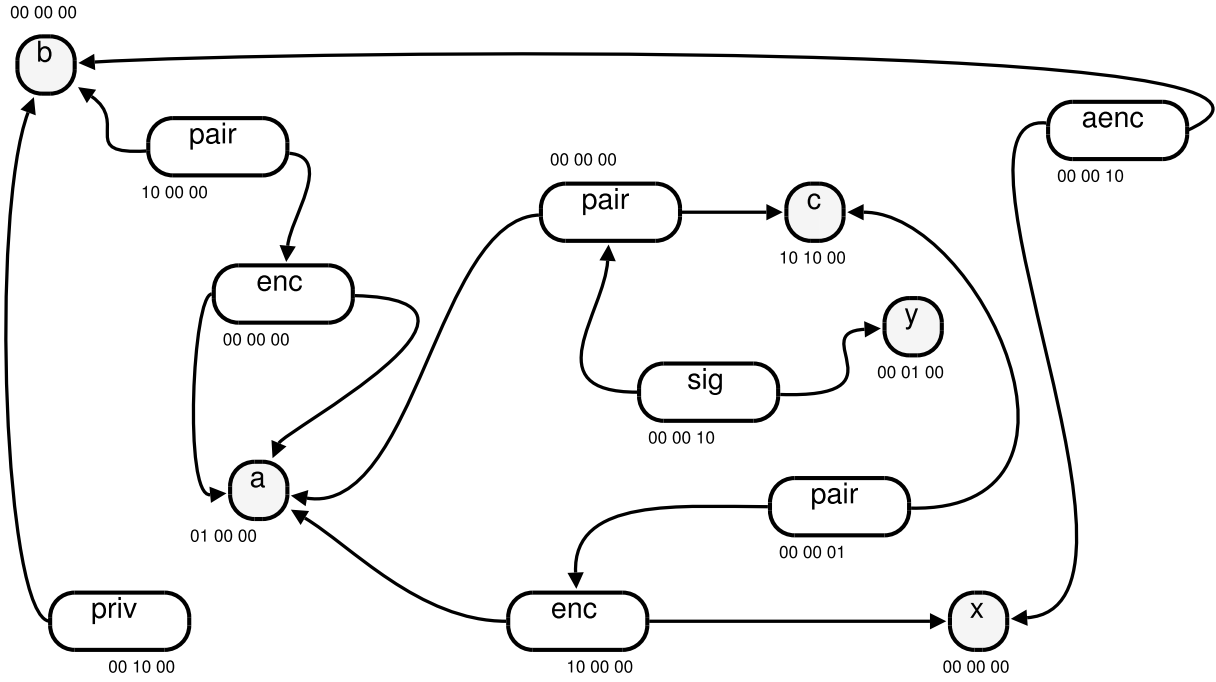 00 00 00
b
aenc
pair
00 00 00
00 00 10
10 00 00
pair
c
10 10 00
enc
y
00 00 00
00 01 00
sig
00 00 10
a
pair
01 00 00
00 00 01
priv
enc
x
00 10 00
10 00 00
00 00 00